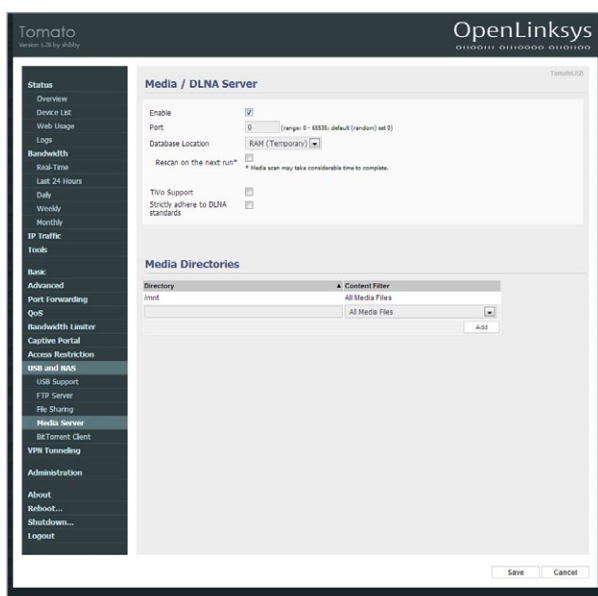 Tomato
Version 1.28 by shibby
OpenLinksys
01100111 01110000 01101100
TomatoUSB
Status
Overview
Device List
Web Usage
Logs
Bandwidth
Real-Time
Last 24 Hours
Daily
Weekly
Monthly
IP Traffic
Tools
Basic
Advanced
Port Forwarding
QoS
Bandwidth Limiter
Captive Portal
Access Restriction
USB and NAS
USB Support
FTP Server
File Sharing
Media Server
BitTorrent Client
VPN Tunneling
Administration
About
Reboot...
Shutdown...
Logout
Media / DLNA Server
Enable
Port 0 (range: 0 - 65535; default (random) set 0)
Database Location RAM (Temporary)
Rescan on the next run*
* Media scan may take considerable time to complete.
TiVo Support
Strictly adhere to DLNA
standards
Media Directories
Directory Content Filter
/mnt All Media Files
All Media Files
Add
Save Cancel